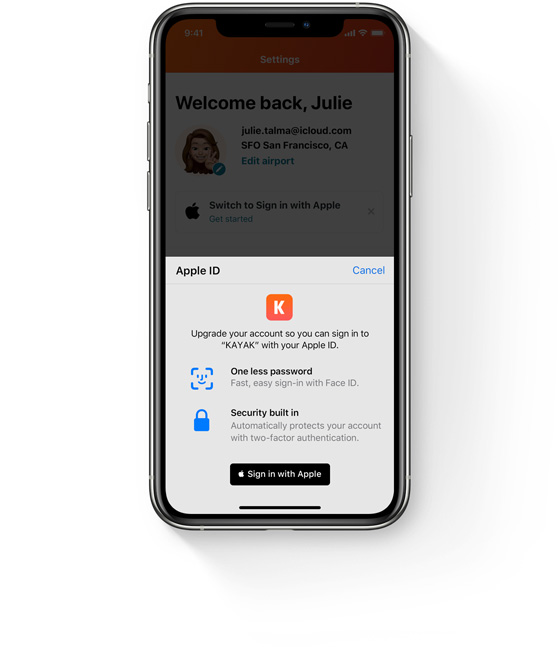 9:41
Settings
Welcome back, Julie
julie.talma@icloud.com
SFO San Francisco, CA
Edit airport
Switch to Sign in with Apple
Get started
Apple ID
Cancel
K
Upgrade your account so you can sign in to
“KAYAK” with your Apple ID.
One less password
Fast, easy sign-in with Face ID.
Security built in
Automatically protects your account
with two-factor authentication.
Sign in with Apple